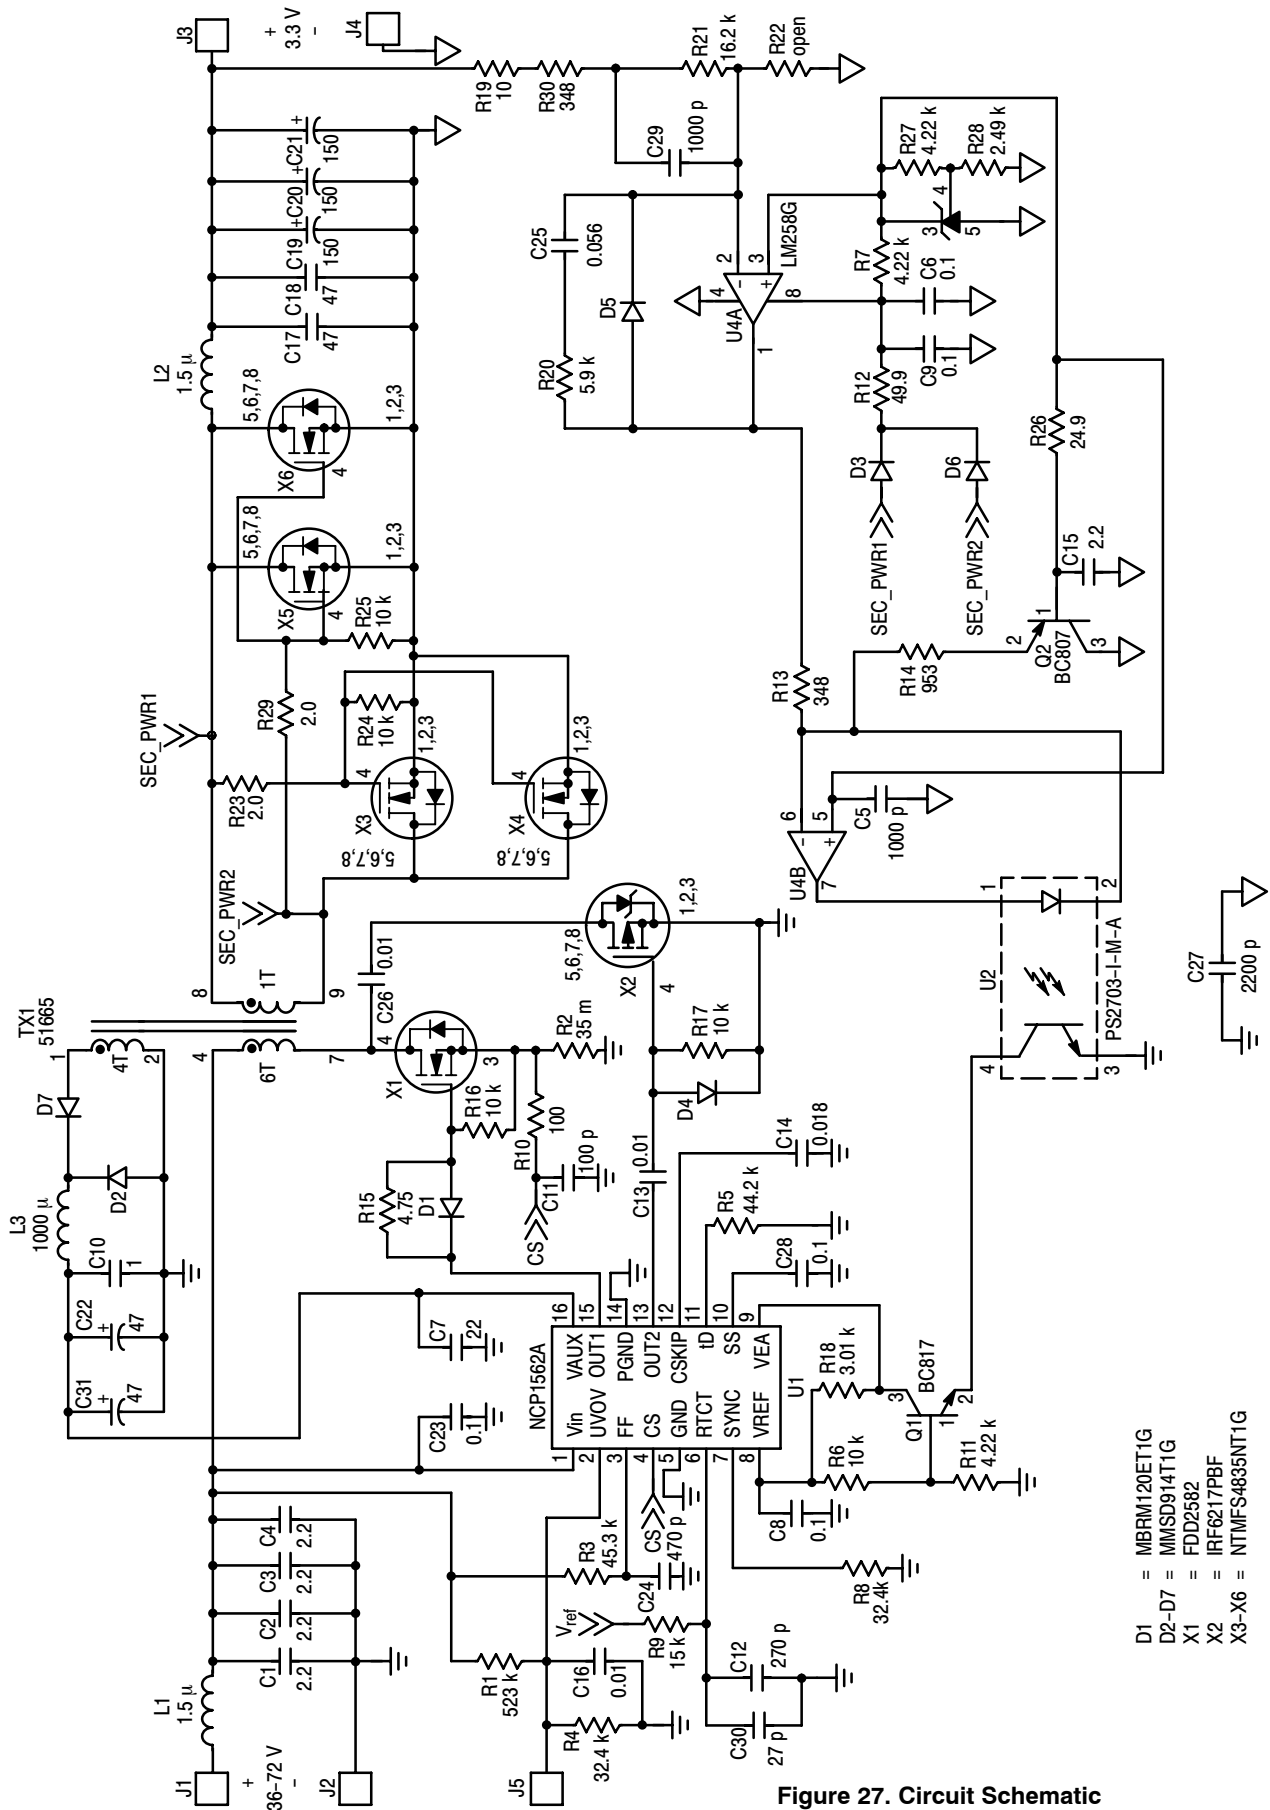 J1
+
36–72 V
–
J2
L1
1.5 μ
C1
2.2
C2
2.2
C3
2.2
C4
2.2
J5
R1
523 k
R4
32.4 k
C16
0.01
R3
45.3 k
C24
470 p
CS
Vref
R9
15 k
C30
27 p
C12
270 p
R8
32.4k
C8
0.1
R6
10 k
R11
4.22 k
R18
3.01 k
Q1
BC817
3
1
2
C31
+
47
C22
+
47
C10
1
L3
1000 μ
D2
D7
C23
0.1
C7
22
NCP1562A
U1
1
Vin
2
UVOV
3
FF
4
CS
5
GND
6
RTCT
7
SYNC
8
VREF
16
VAUX
15
OUT1
14
PGND
13
OUT2
12
CSKIP
11
tD
10
SS
9
VEA
R15
4.75
D1
R16
10 k
R10
100
C11
100 p
CS
R2
35 m
X1
4
3
C26
0.01
C13
0.01
D4
R17
10 k
X2
5,6,7,8
1,2,3
4
R5
44.2 k
C28
0.1
C14
0.018
TX1
51665
1
4T
2
4
6T
7
8
1T
9
SEC_PWR2
SEC_PWR1
R23
2.0
R29
2.0
R24
10 k
R25
10 k
X3
4
5,6,7,8
1,2,3
X4
4
5,6,7,8
1,2,3
X5
5,6,7,8
4
1,2,3
X6
5,6,7,8
4
1,2,3
L2
1.5 μ
C17
47
C18
47
C19
+
150
C20
+
150
C21
+
150
J3
+
3.3 V
–
J4
R19
10
R30
348
R21
16.2 k
R22
open
C29
1000 p
C25
0.056
R20
5.9 k
D5
U4A
LM258G
2
3
4
8
1
–
+
R27
4.22 k
R28
2.49 k
3
4
5
R7
4.22 k
C6
0.1
C9
0.1
R12
49.9
D3
D6
SEC_PWR1
SEC_PWR2
R26
24.9
C15
2.2
Q2
BC807
2
1
3
R14
953
R13
348
U4B
6
5
7
–
+
C5
1000 p
U2
PS2703-I-M-A
1
2
4
3
C27
2200 p
D1 = MBRM120ET1G
D2–D7 = MMSD914T1G
X1 = FDD2582
X2 = IRF6217PBF
X3–X6 = NTMFS4835NT1G
Figure 27. Circuit Schematic